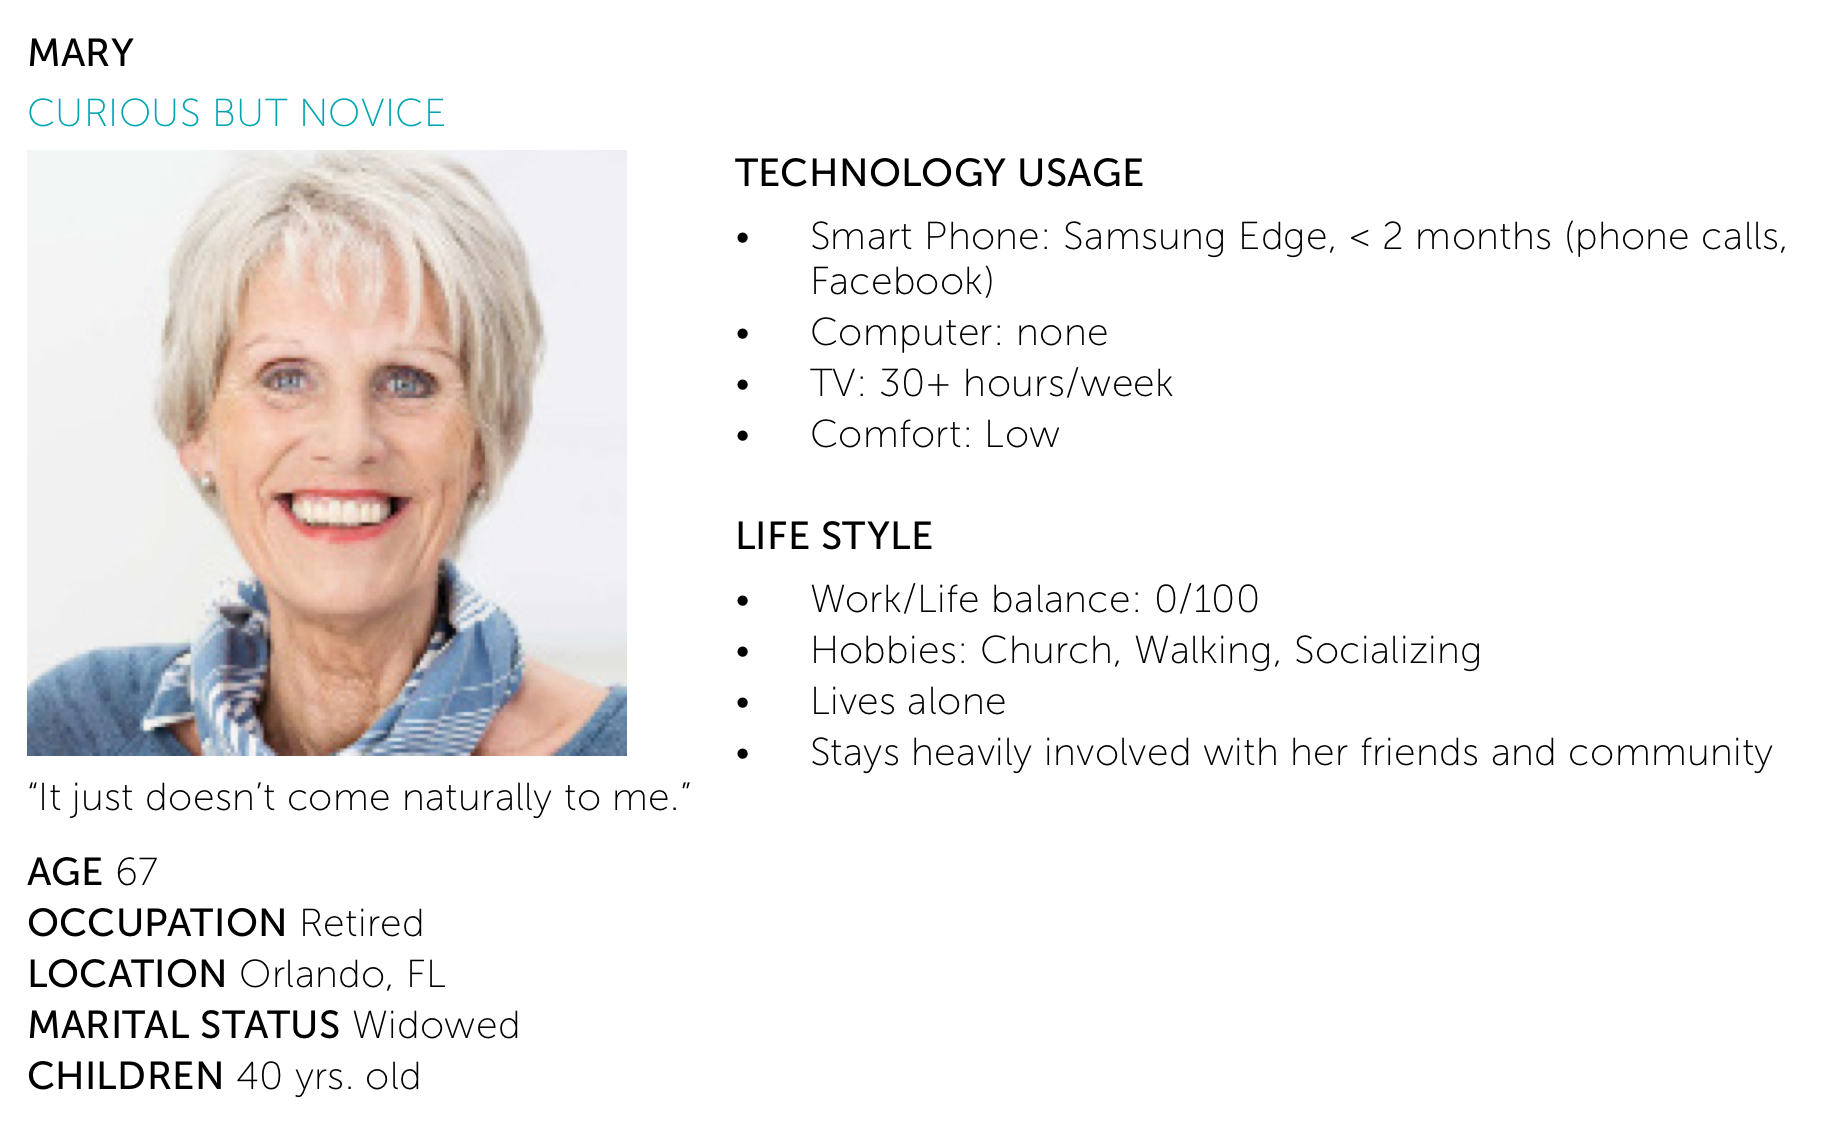 MARY
CURIOUS BUT NOVICE
“It just doesn’t come naturally to me.”
AGE 67
OCCUPATION Retired
LOCATION Orlando, FL
MARITAL STATUS Widowed
CHILDREN 40 yrs. old
TECHNOLOGY USAGE
• Smart Phone: Samsung Edge, < 2 months (phone calls,
Facebook)
• Computer: none
• TV: 30+ hours/week
• Comfort: Low
LIFE STYLE
• Work/Life balance: 0/100
• Hobbies: Church, Walking, Socializing
• Lives alone
• Stays heavily involved with her friends and community